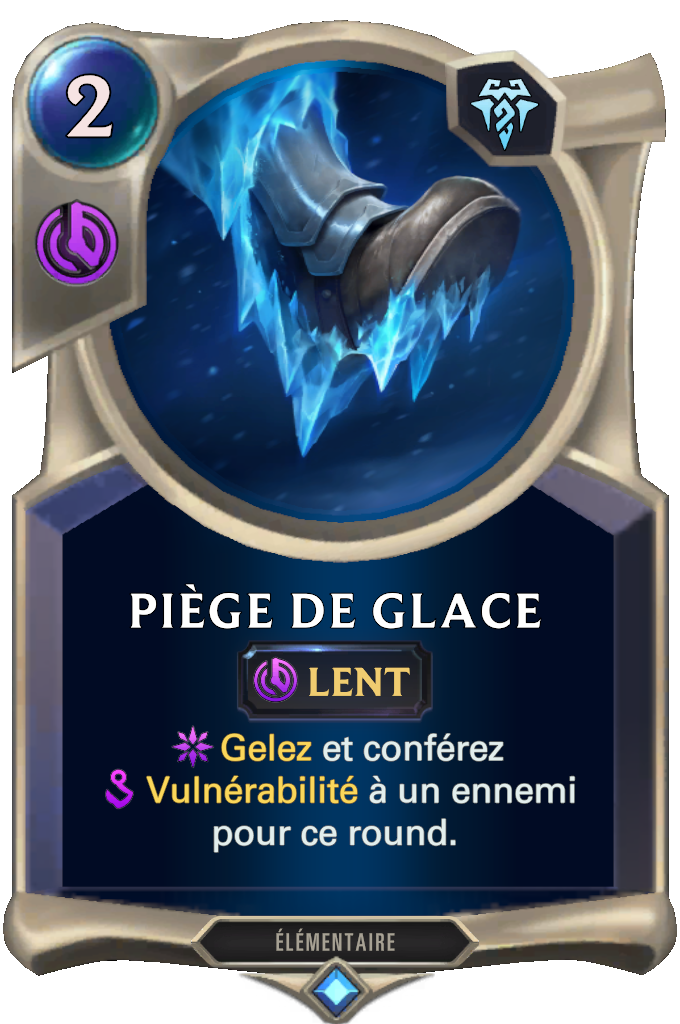 2
PIÈGE DE GLACE
LENT
Gelez et conférez
Vulnérabilité à un ennemi
pour ce round.
ÉLÉMENTAIRE